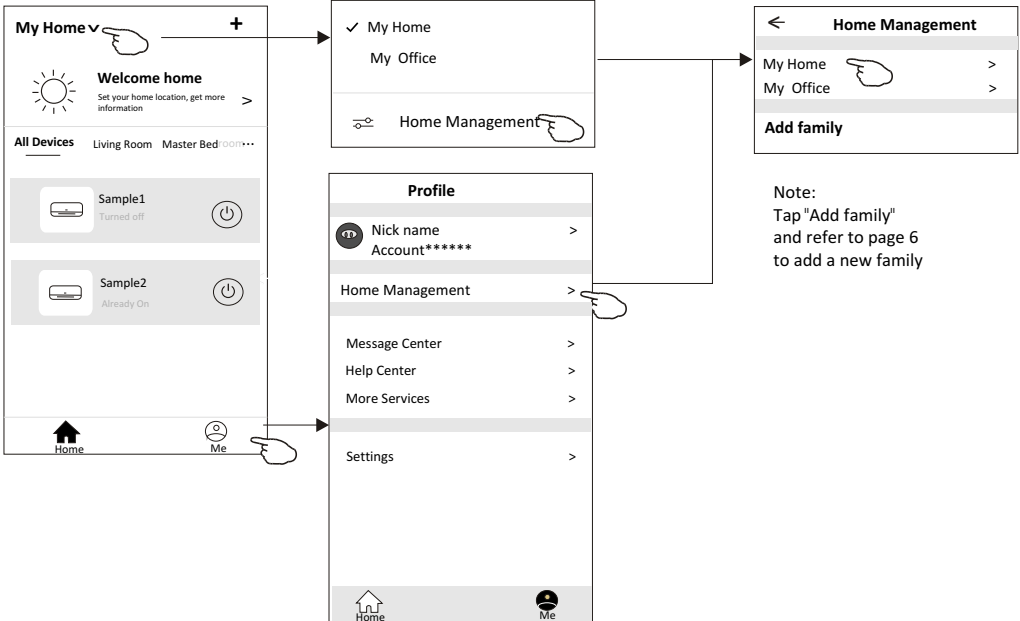 My Home
+
Welcome home
Set your home location, get more
information
>
All Devices
Living Room
Master Bedroom
...
Sample1
Turned off
Sample2
Already On
Home
Me
✓ My Home
My Office
Home Management
Profile
Nick name
>
Account******
Home Management
>
Message Center
>
Help Center
>
More Services
>
Settings
>
Home
Me
Home Management
My Home
>
My Office
>
Add family
Note:
Tap "Add family"
and refer to page 6
to add a new family